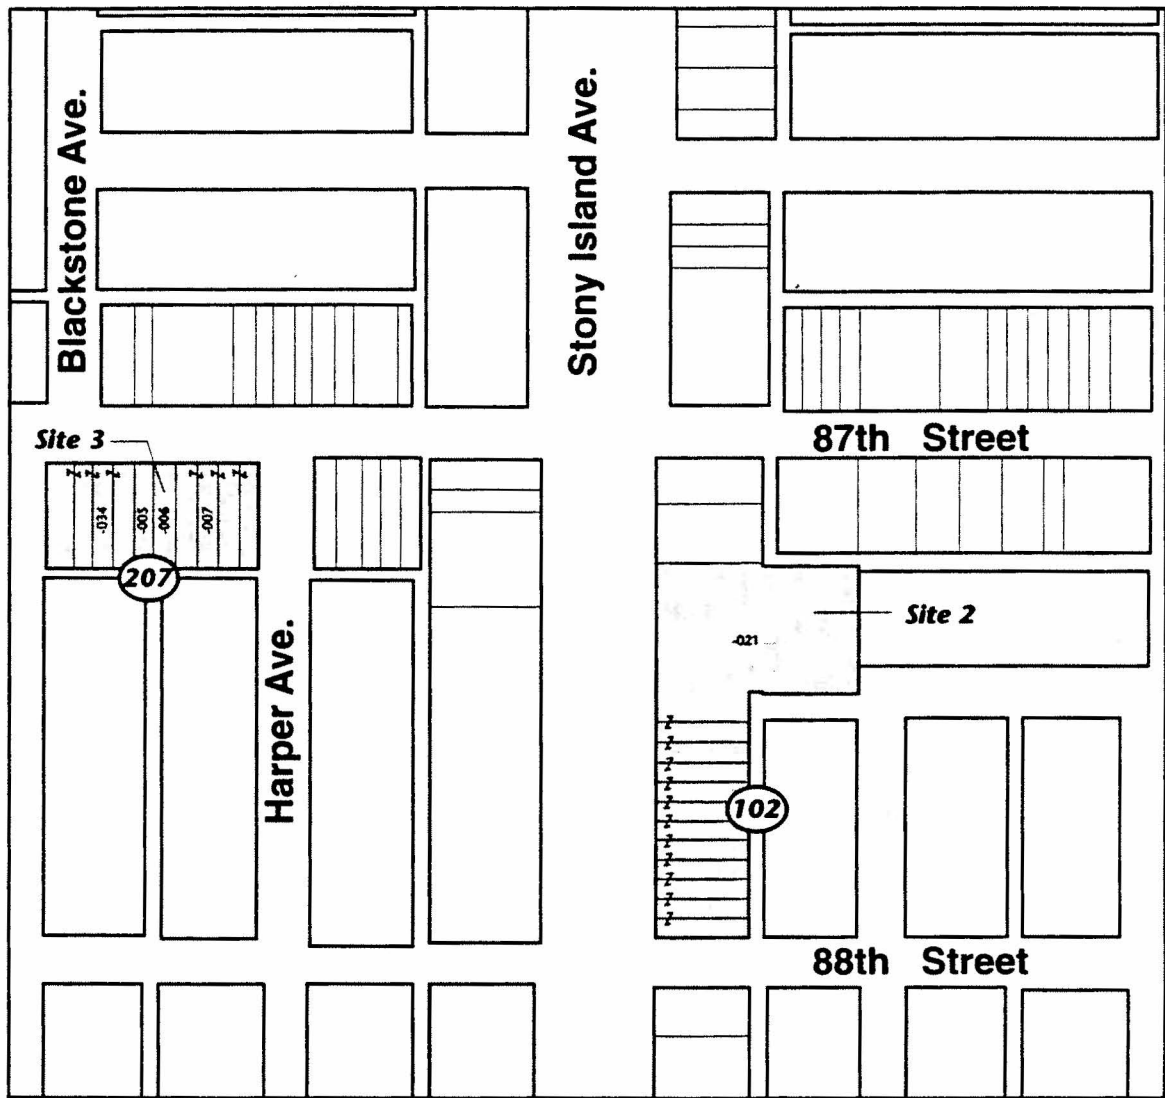 Blackstone Ave.
Stony Island Ave.
87th Street
Site 3
-034
-005
-006
-007
207
Site 2
-021
Harper Ave.
102
88th Street